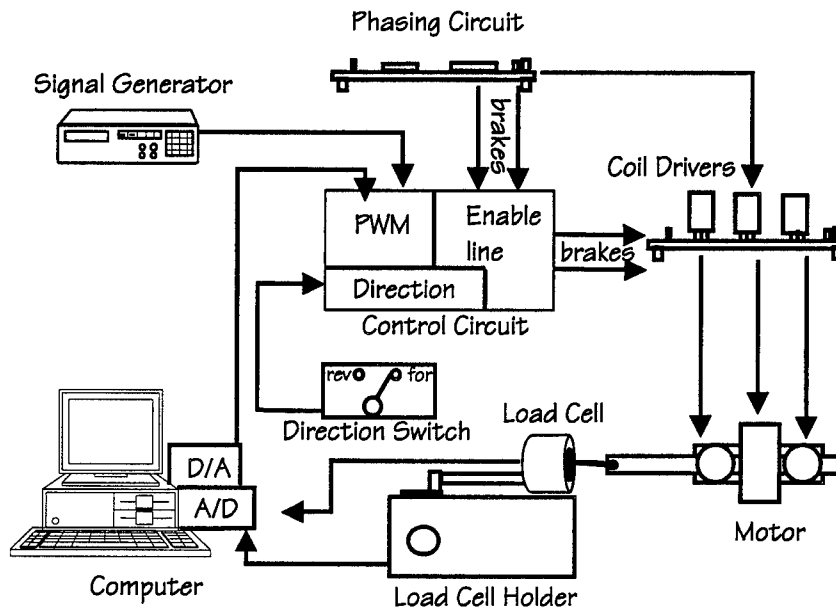 Phasing Circuit
Signal Generator
brakes
Coil Drivers
PWM
Enable
line
brakes
Direction
Control Circuit
rev for
Direction Switch
Load Cell
D/A
A/D
Motor
Computer
Load Cell Holder